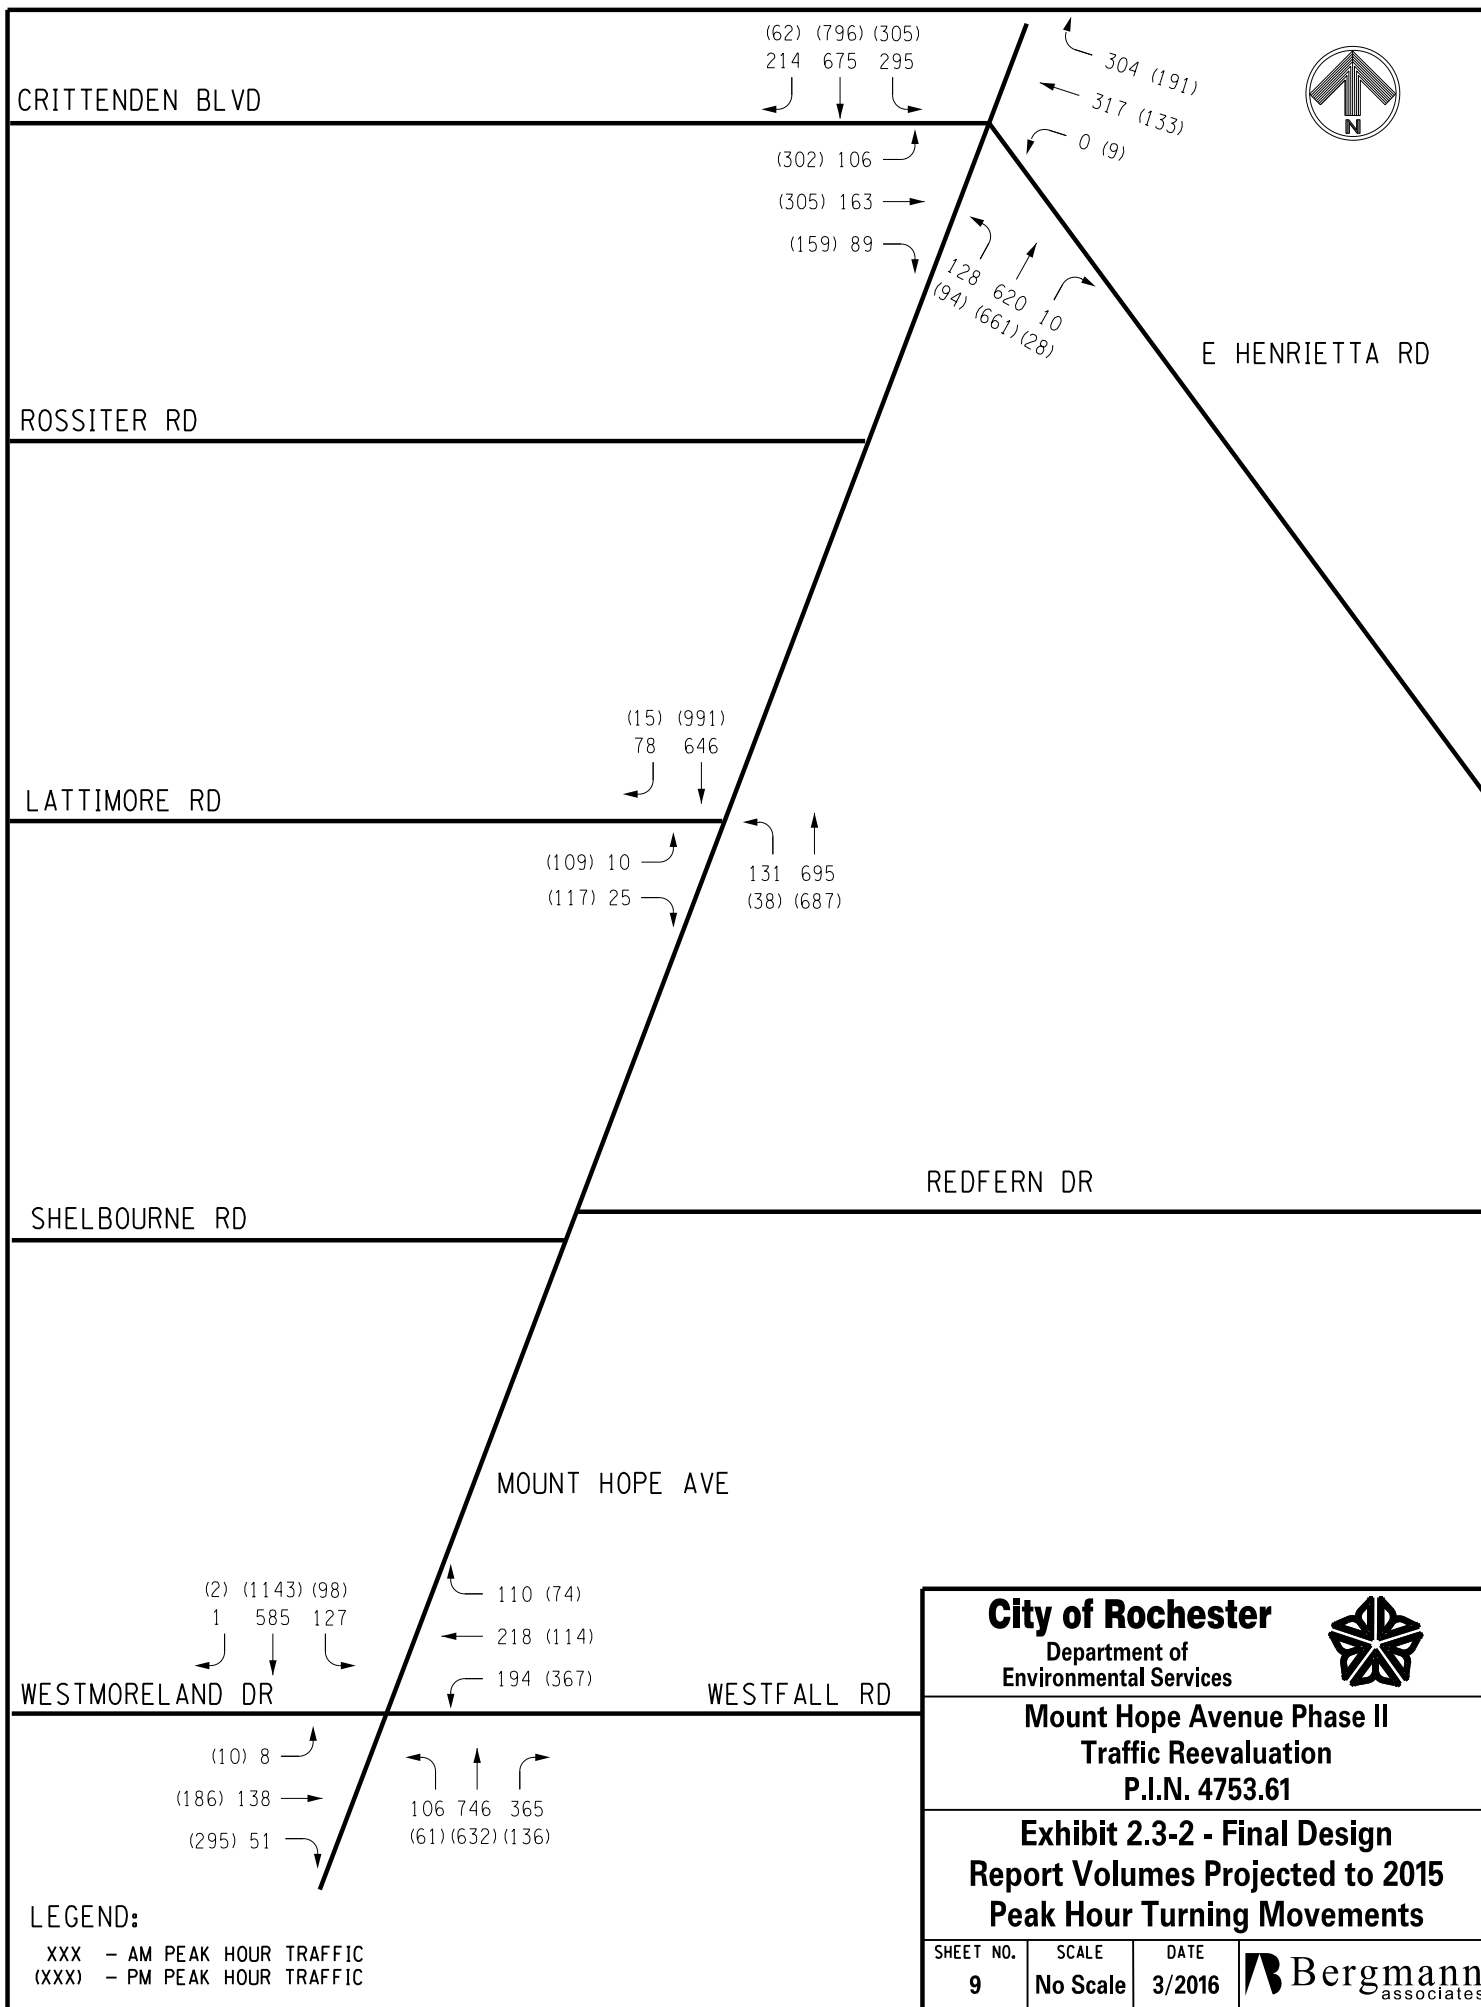 (62) (796) (305)
214 675 295
304 (191)
317 (133)
0 (9)
N
CRITTENDEN BLVD
(302) 106
(305) 163
(159) 89
128 620 10
(94) (661) (28)
E HENRIETTA RD
ROSSITER RD
(15) (991)
78 646
LATTIMORE RD
(109) 10
(117) 25
131 695
(38) (687)
REDFERN DR
SHELBOURNE RD
MOUNT HOPE AVE
(2) (1143) (98)
1 585 127
110 (74)
218 (114)
194 (367)
WESTMORELAND DR
WESTFALL RD
(10) 8
(186) 138
(295) 51
106 746 365
(61) (632) (136)
LEGEND:
XXX - AM PEAK HOUR TRAFFIC
(XXX) - PM PEAK HOUR TRAFFIC
City of Rochester
Department of
Environmental Services
Mount Hope Avenue Phase II
Traffic Reevaluation
P.I.N. 4753.61
Exhibit 2.3-2 - Final Design
Report Volumes Projected to 2015
Peak Hour Turning Movements
SHEET NO.
9
SCALE
No Scale
DATE
3/2016
Bergmann
associates